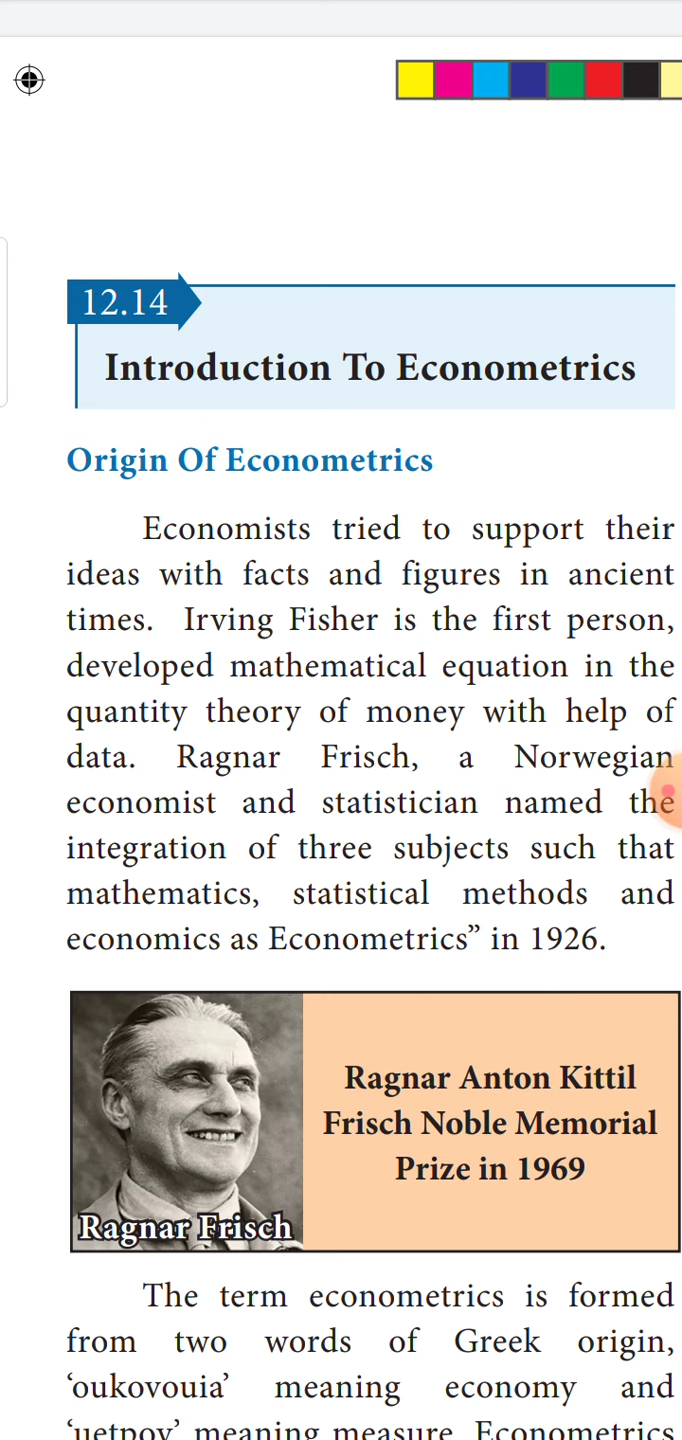 12.14
Introduction To Econometrics
Origin Of Econometrics
Economists tried to support their
ideas with facts and figures in ancient
times. Irving Fisher is the first person,
developed mathematical equation in the
quantity theory of money with help of
data. Ragnar Frisch, a Norwegian
economist and statistician named the
integration of three subjects such that
mathematics, statistical methods and
economics as Econometrics” in 1926.
Ragnar Frisch
Ragnar Anton Kittil
Frisch Noble Memorial
Prize in 1969
The term econometrics is formed
from two words of Greek origin,
‘oukovouia’ meaning economy and
‘uetpov’ meaning measure. Econometrics